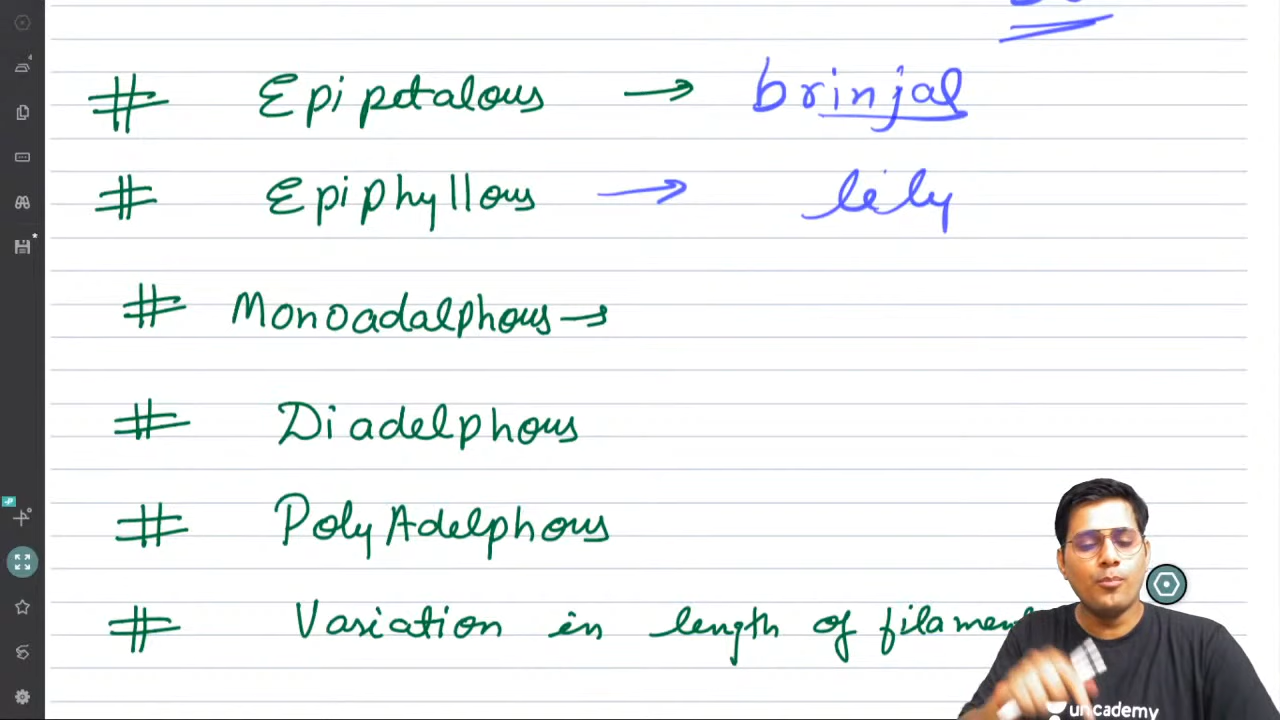 # Epipetalous → brinjal
# Epiphyllous → lily
# Monoadalphous →
# Diadelphous
# PolyAdelphous
# Variation in length of filament
unacademy